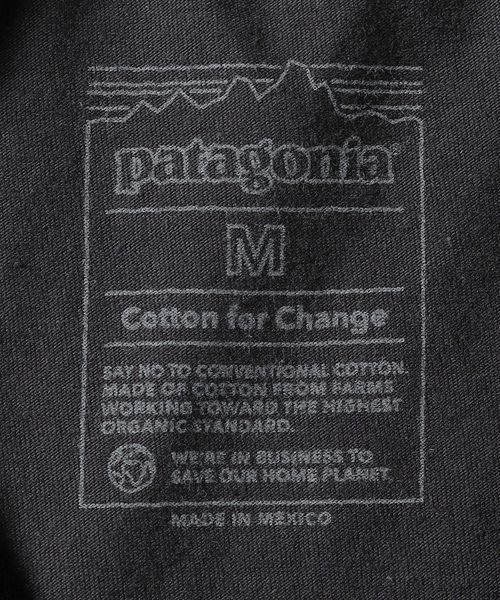 patagonia®
M
Cotton for Change
SAY NO TO CONVENTIONAL COTTON.
MADE OF COTTON FROM FARMS
WORKING TOWARD THE HIGHEST
ORGANIC STANDARD.
WE'RE IN BUSINESS TO
SAVE OUR HOME PLANET.
MADE IN MEXICO